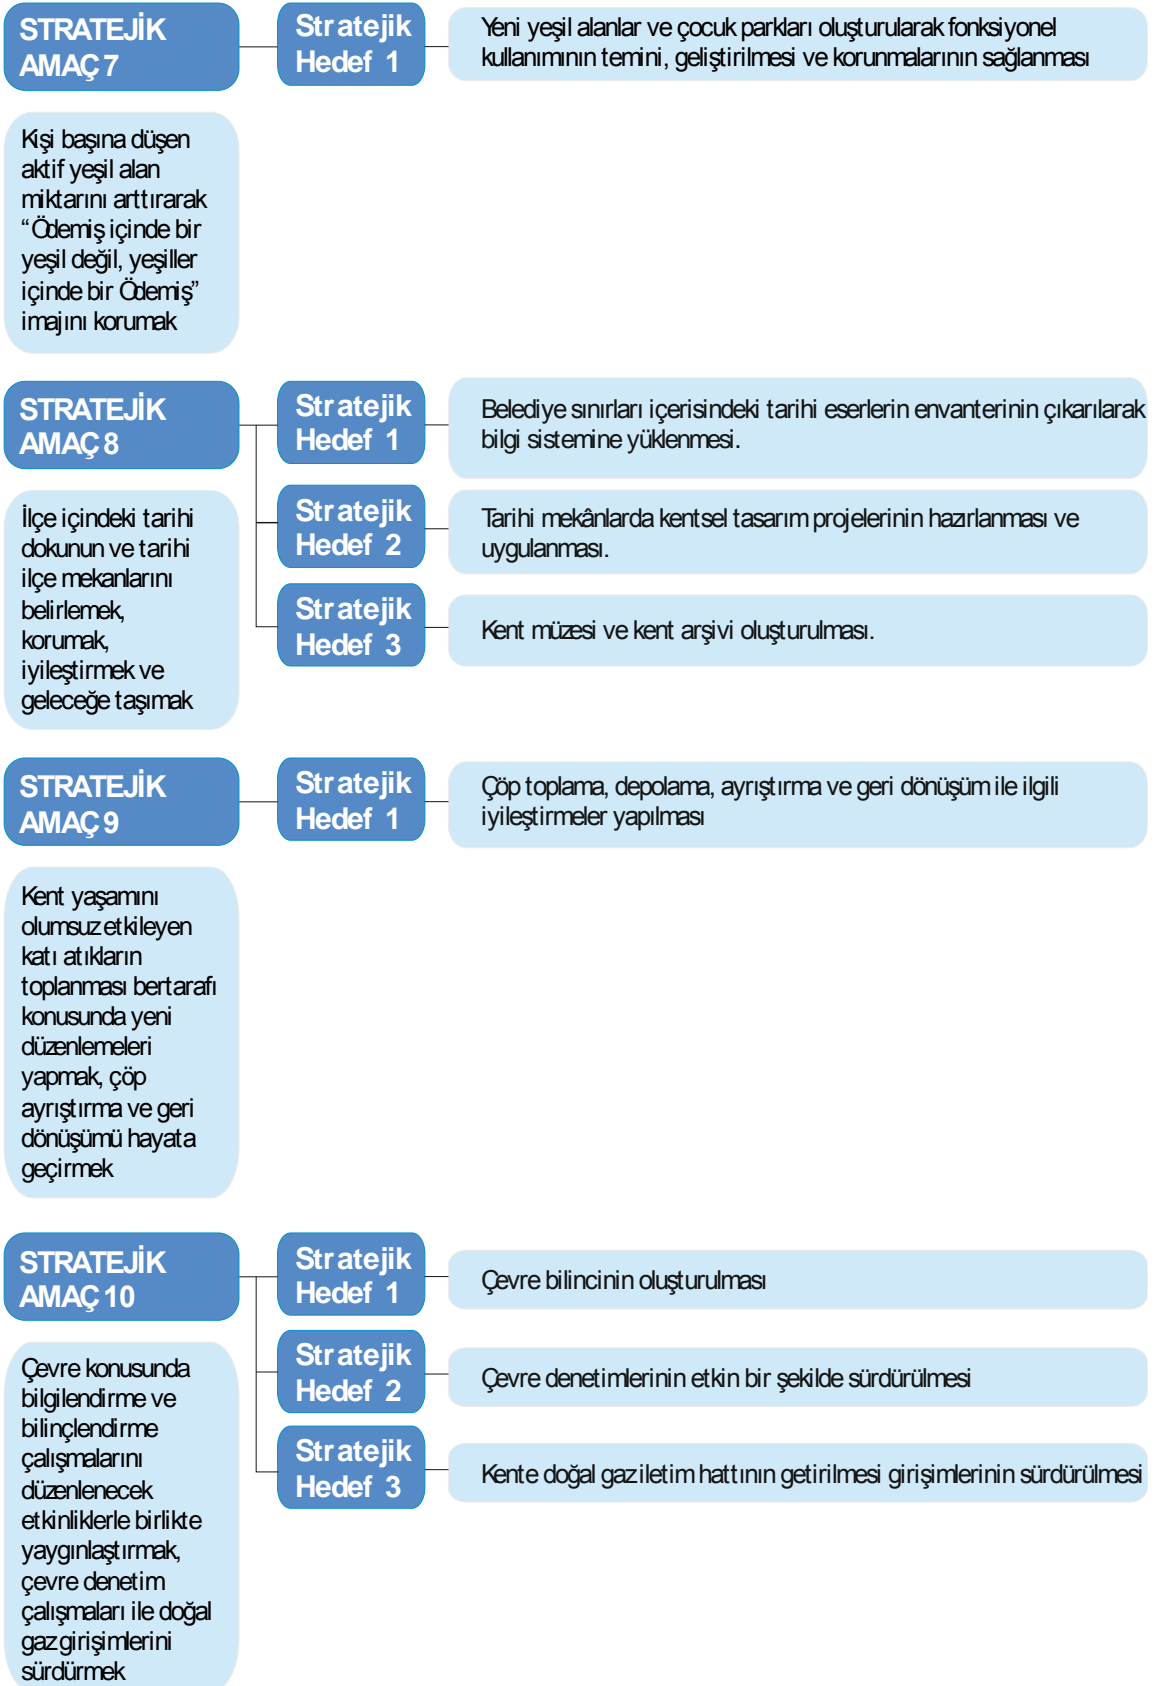 STRATEJİK
AMAÇ 7
Stratejik
Hedef 1
Yeni yeşil alanlar ve çocuk parkları oluşturularak fonksiyonel
kullanımının temini, geliştirilmesi ve korunmalarının sağlanması
Kişi başına düşen
aktif yeşil alan
miktarını arttırarak
“Ödemiş içinde bir
yeşil değil, yeşiller
içinde bir Ödemiş”
imajını korumak
STRATEJİK
AMAÇ 8
Stratejik
Hedef 1
Belediye sınırları içerisindeki tarihi eserlerin envanterinin çıkarılarak
bilgi sistemine yüklenmesi.
İlçe içindeki tarihi
dokunun ve tarihi
ilçe mekanlarını
belirlemek,
korumak,
iyileştirmek ve
geleceğe taşımak
Stratejik
Hedef 2
Tarihi mekânlarda kentsel tasarım projelerinin hazırlanması ve
uygulanması.
Stratejik
Hedef 3
Kent müzesi ve kent arşivi oluşturulması.
STRATEJİK
AMAÇ 9
Stratejik
Hedef 1
Çöp toplama, depolama, ayrıştırma ve geri dönüşüm ile ilgili
iyileştirmeler yapılması
Kent yaşamını
olumsuz etkileyen
katı atıkların
toplanması bertarafı
konusunda yeni
düzenlemeleri
yapmak, çöp
ayrıştırma ve geri
dönüşümü hayata
geçirmek
STRATEJİK
AMAÇ 10
Stratejik
Hedef 1
Çevre bilincinin oluşturulması
Çevre konusunda
bilgilendirme ve
bilinçlendirme
çalışmalarını
düzenlenecek
etkinliklerle birlikte
yaygınlaştırmak,
çevre denetim
çalışmaları ile doğal
gaz girişimlerini
sürdürmek
Stratejik
Hedef 2
Çevre denetimlerinin etkin bir şekilde sürdürülmesi
Stratejik
Hedef 3
Kente doğal gaz iletim hattının getirilmesi girişimlerinin sürdürülmesi